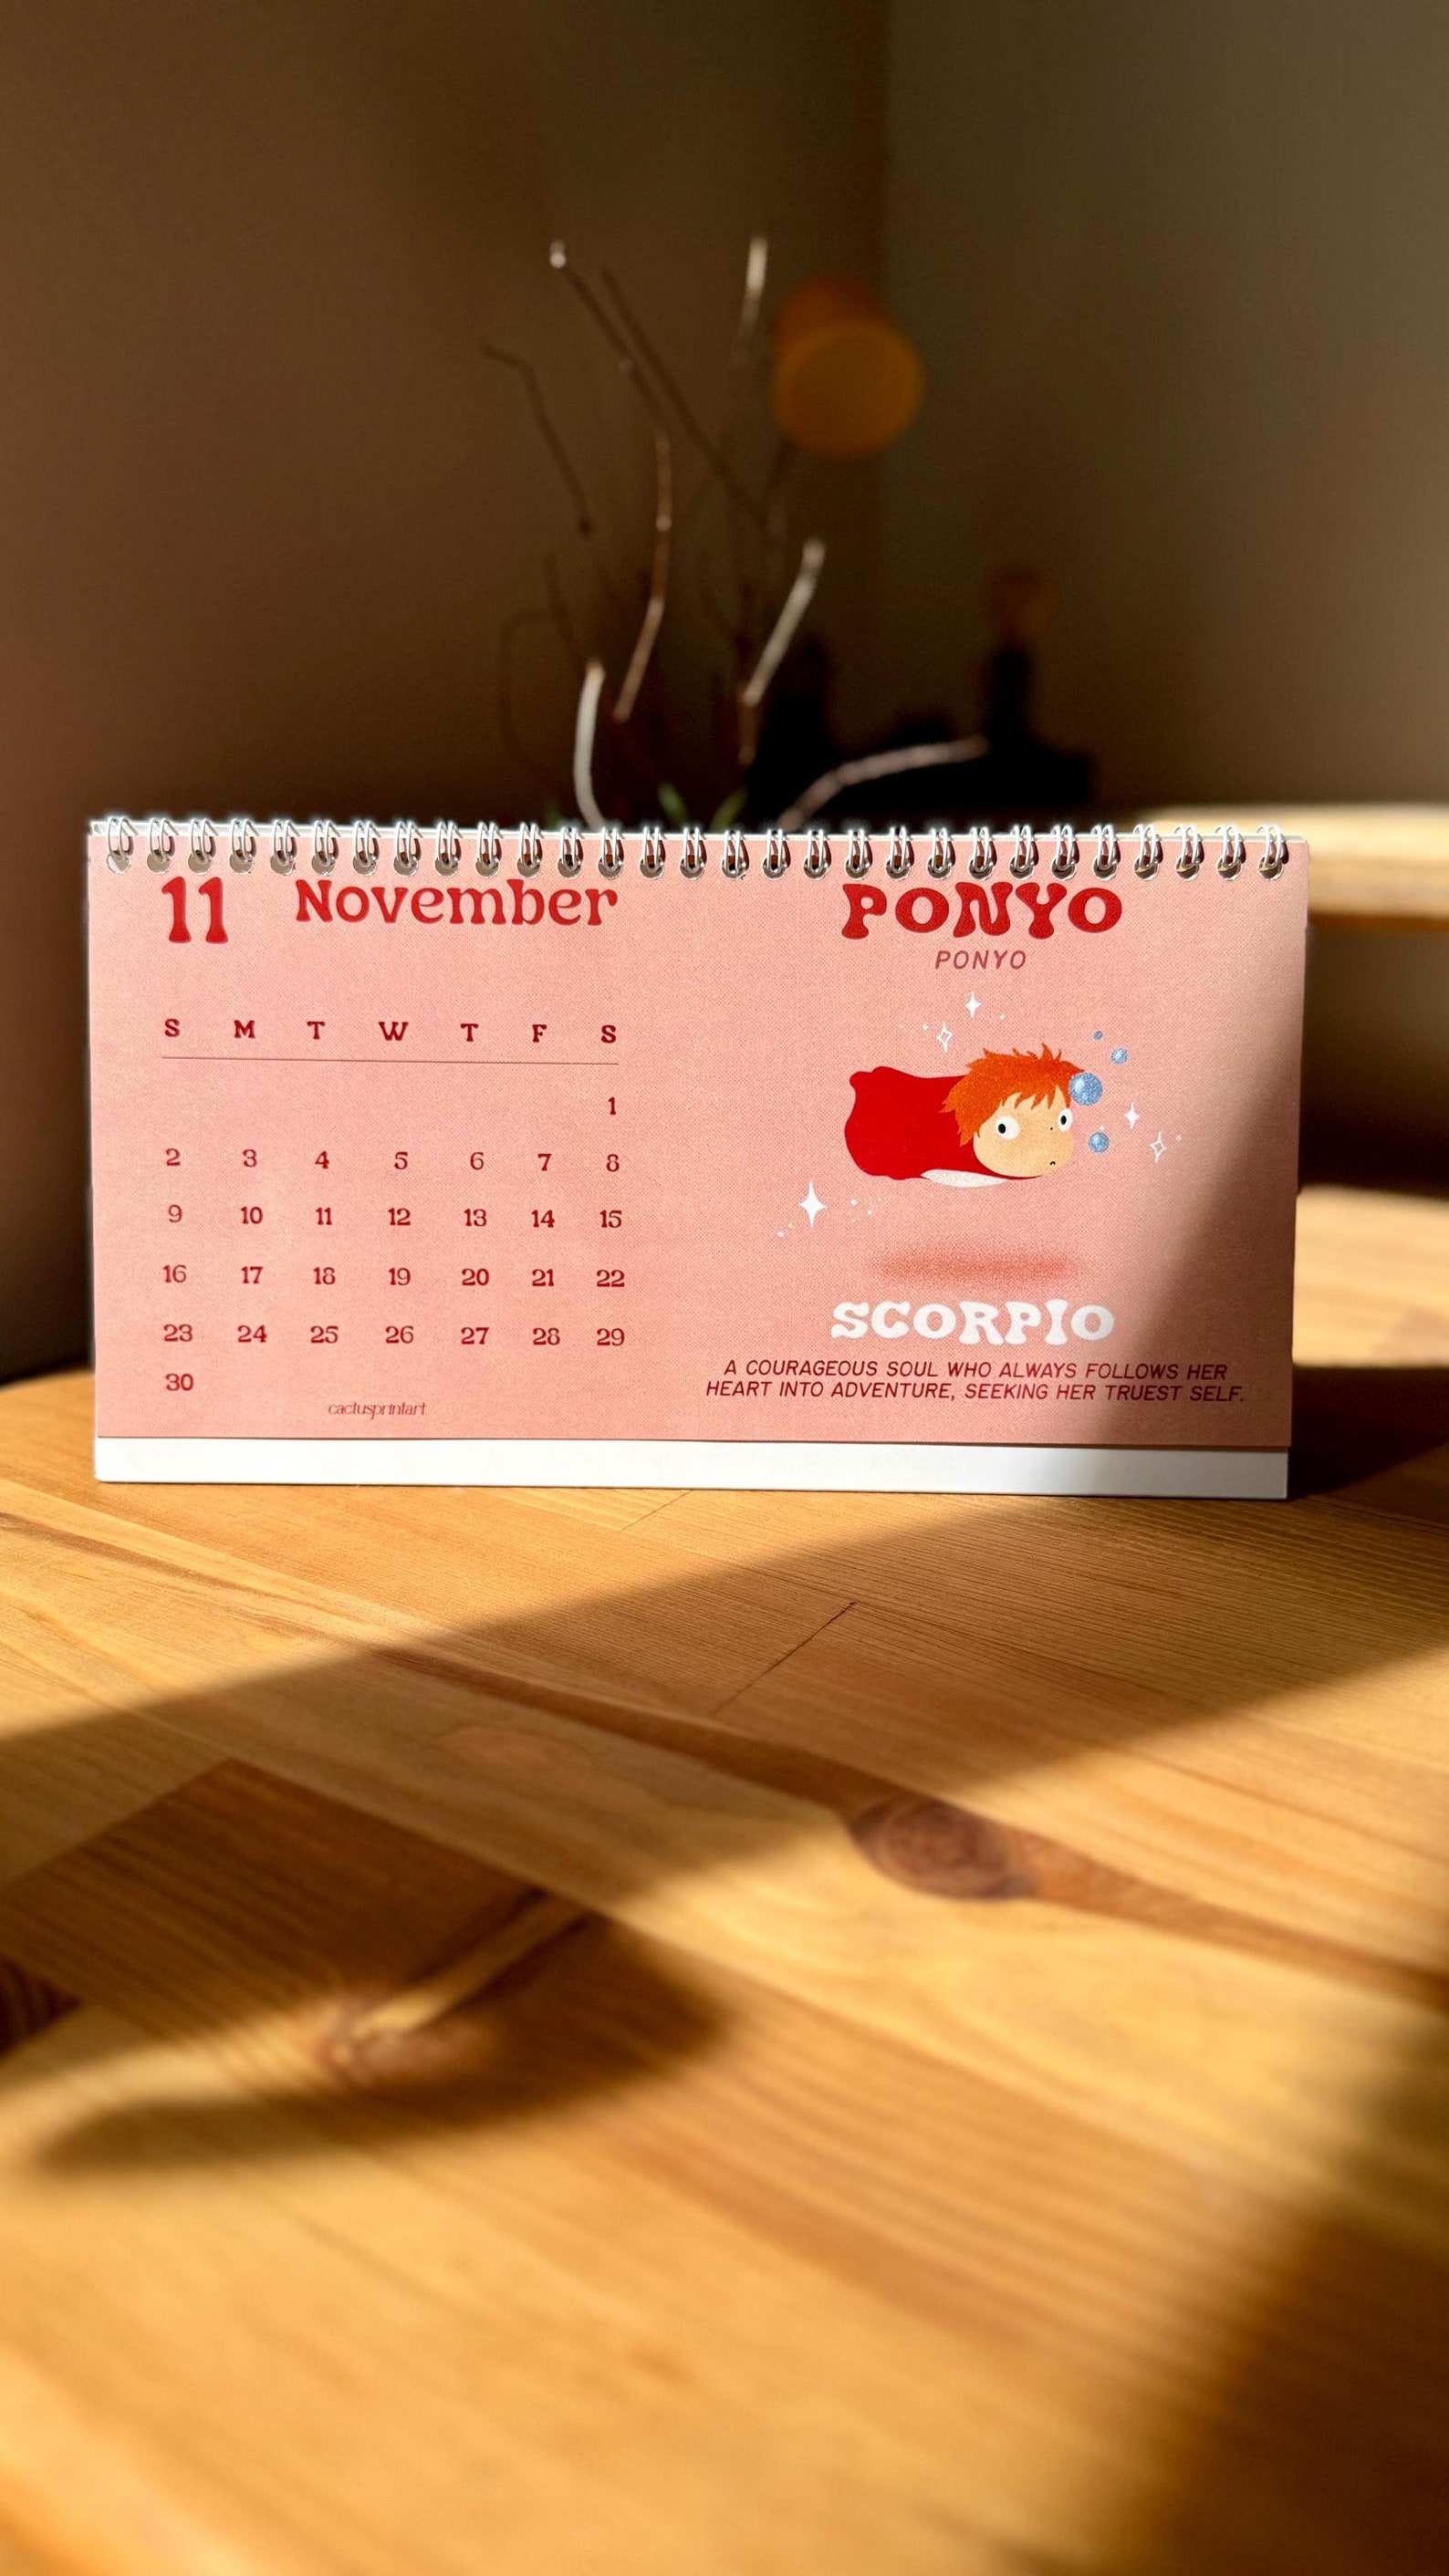 11 November
S M T W T F S
1
2 3 4 5 6 7 8
9 10 11 12 13 14 15
16 17 18 19 20 21 22
23 24 25 26 27 28 29
30
cactusprintart
PONYO
PONYO
SCORPIO
A COURAGEOUS SOUL WHO ALWAYS FOLLOWS HER
HEART INTO ADVENTURE, SEEKING HER TRUEST SELF.